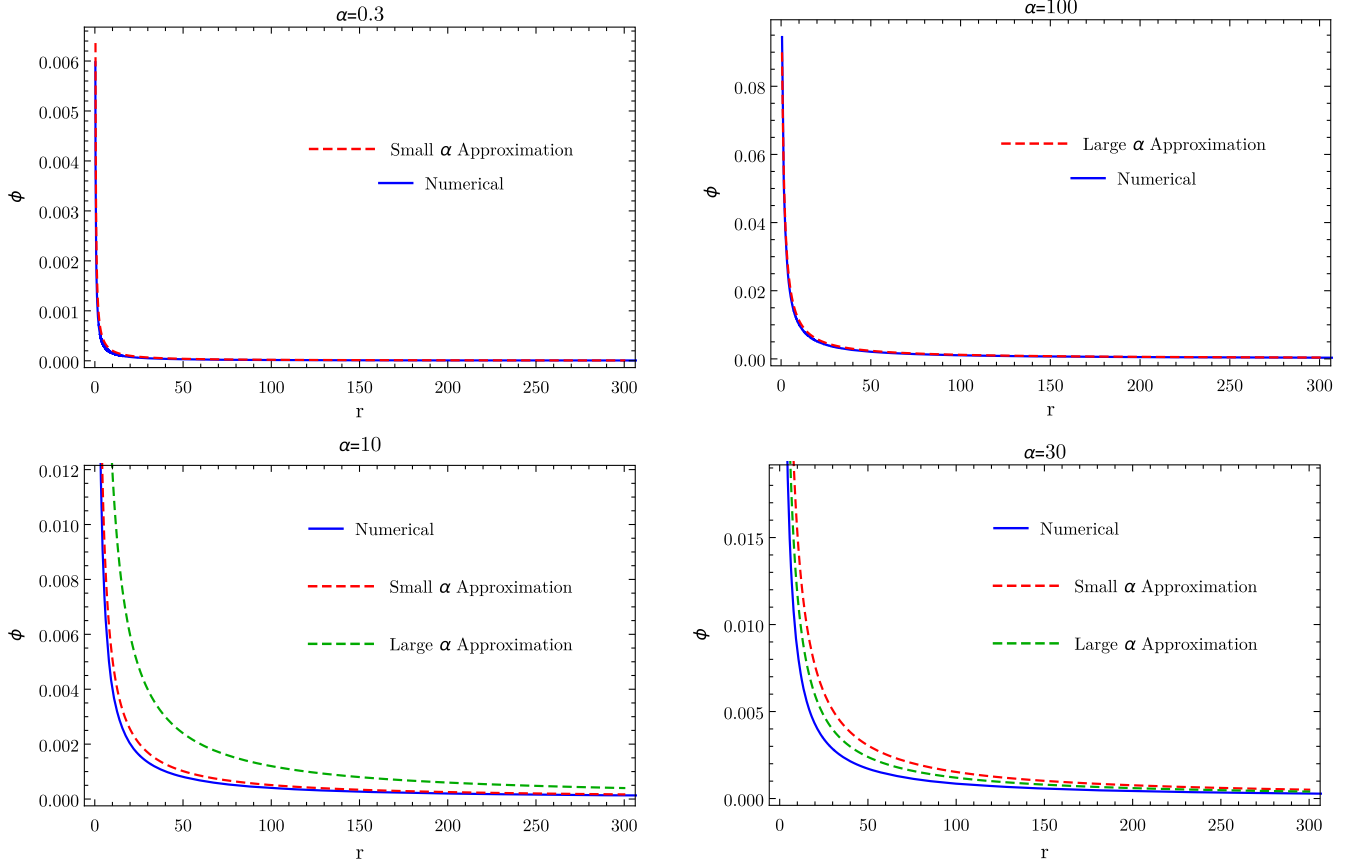 α=0.3
0.006
0.005
0.004
0.003
0.002
0.001
0.000
ϕ
Small α Approximation
Numerical
0 50 100 150 200 250 300
r
α=100
0.08
0.06
0.04
0.02
0.00
ϕ
Large α Approximation
Numerical
0 50 100 150 200 250 300
r
α=10
0.012
0.010
0.008
0.006
0.004
0.002
0.000
ϕ
Numerical
Small α Approximation
Large α Approximation
0 50 100 150 200 250 300
r
α=30
0.015
0.010
0.005
0.000
ϕ
Numerical
Small α Approximation
Large α Approximation
0 50 100 150 200 250 300
r